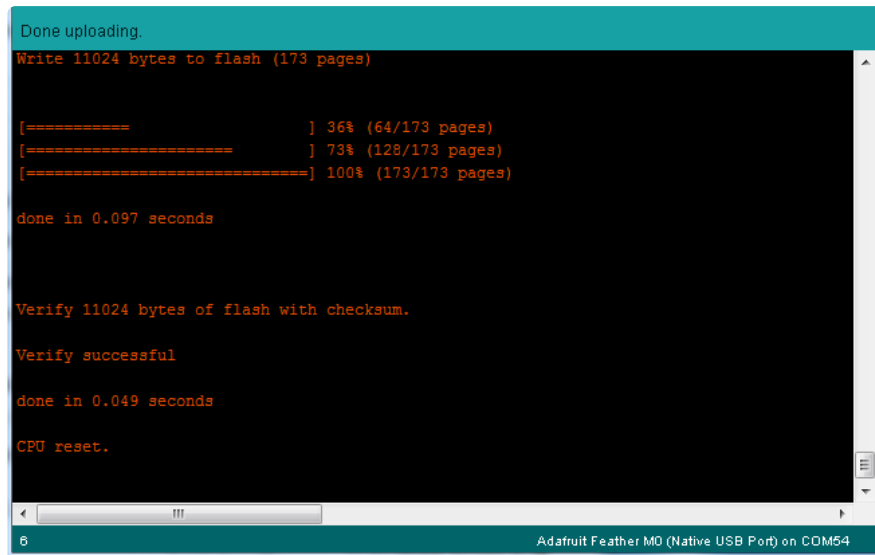 Done uploading.
Write 11024 bytes to flash (173 pages)
[===========                   ] 36% (64/173 pages)
[======================        ] 73% (128/173 pages)
[==============================] 100% (173/173 pages)
done in 0.097 seconds
Verify 11024 bytes of flash with checksum.
Verify successful
done in 0.049 seconds
CPU reset.
6 Adafruit Feather M0 (Native USB Port) on COM54